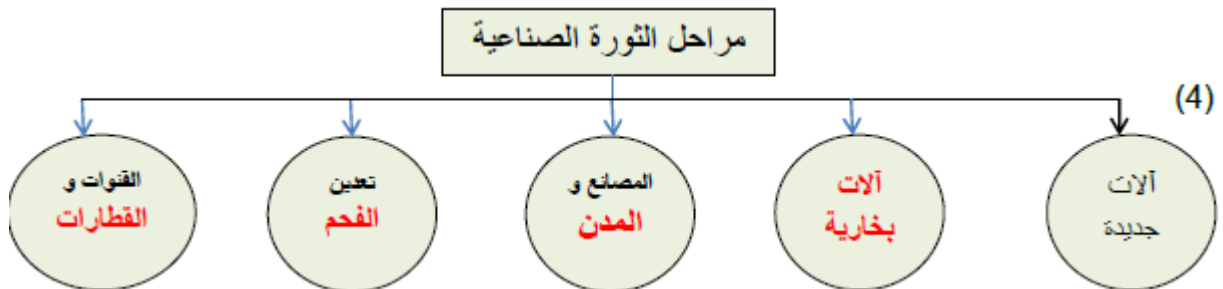 مراحل الثورة الصناعية
(4)
آلات
جديدة
آلات
بخارية
المصانع و
المدن
تعدين
الفحم
القنوات و
القطارات